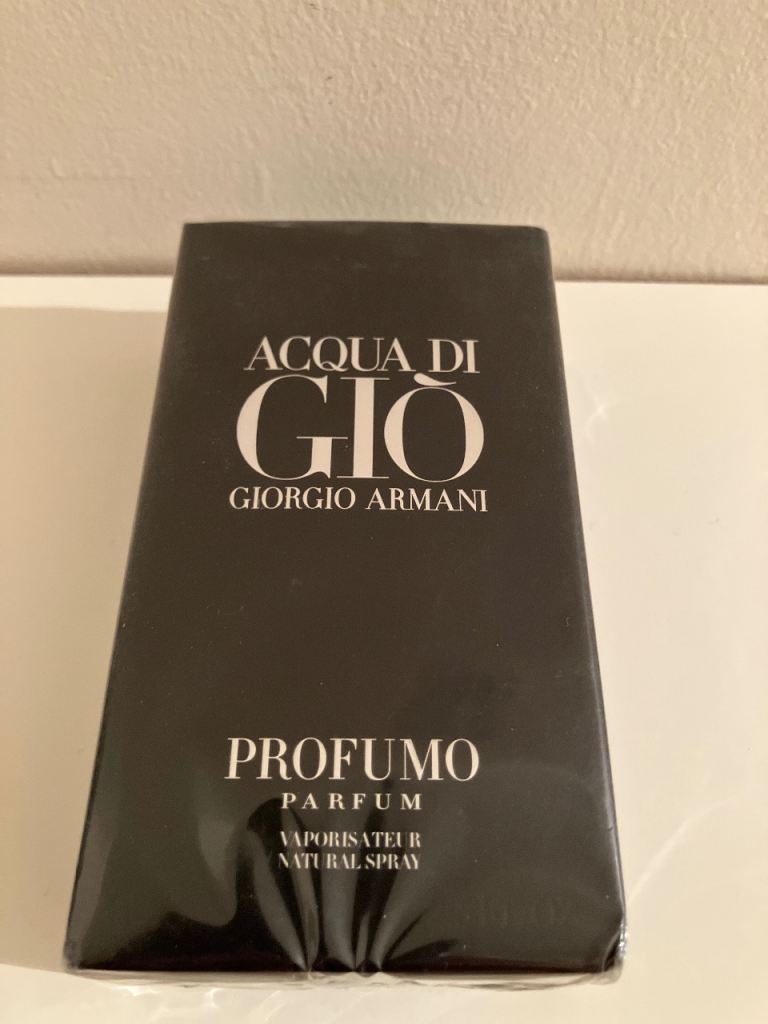 ACQUA DI
GIÒ
GIORGIO ARMANI
PROFUMO
PARFUM
VAPORISATEUR
NATURAL SPRAY